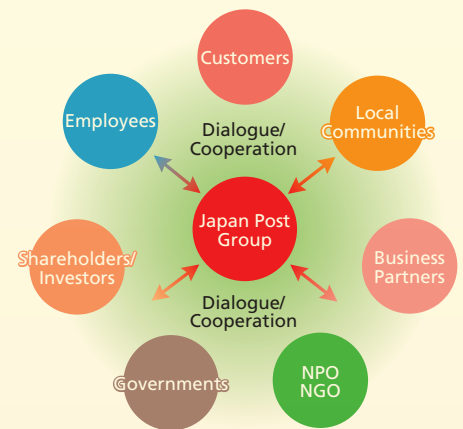 Customers
Employees
Local
Communities
Dialogue/
Cooperation
Japan Post
Group
Shareholders/
Investors
Business
Partners
Dialogue/
Cooperation
Governments
NPO
NGO